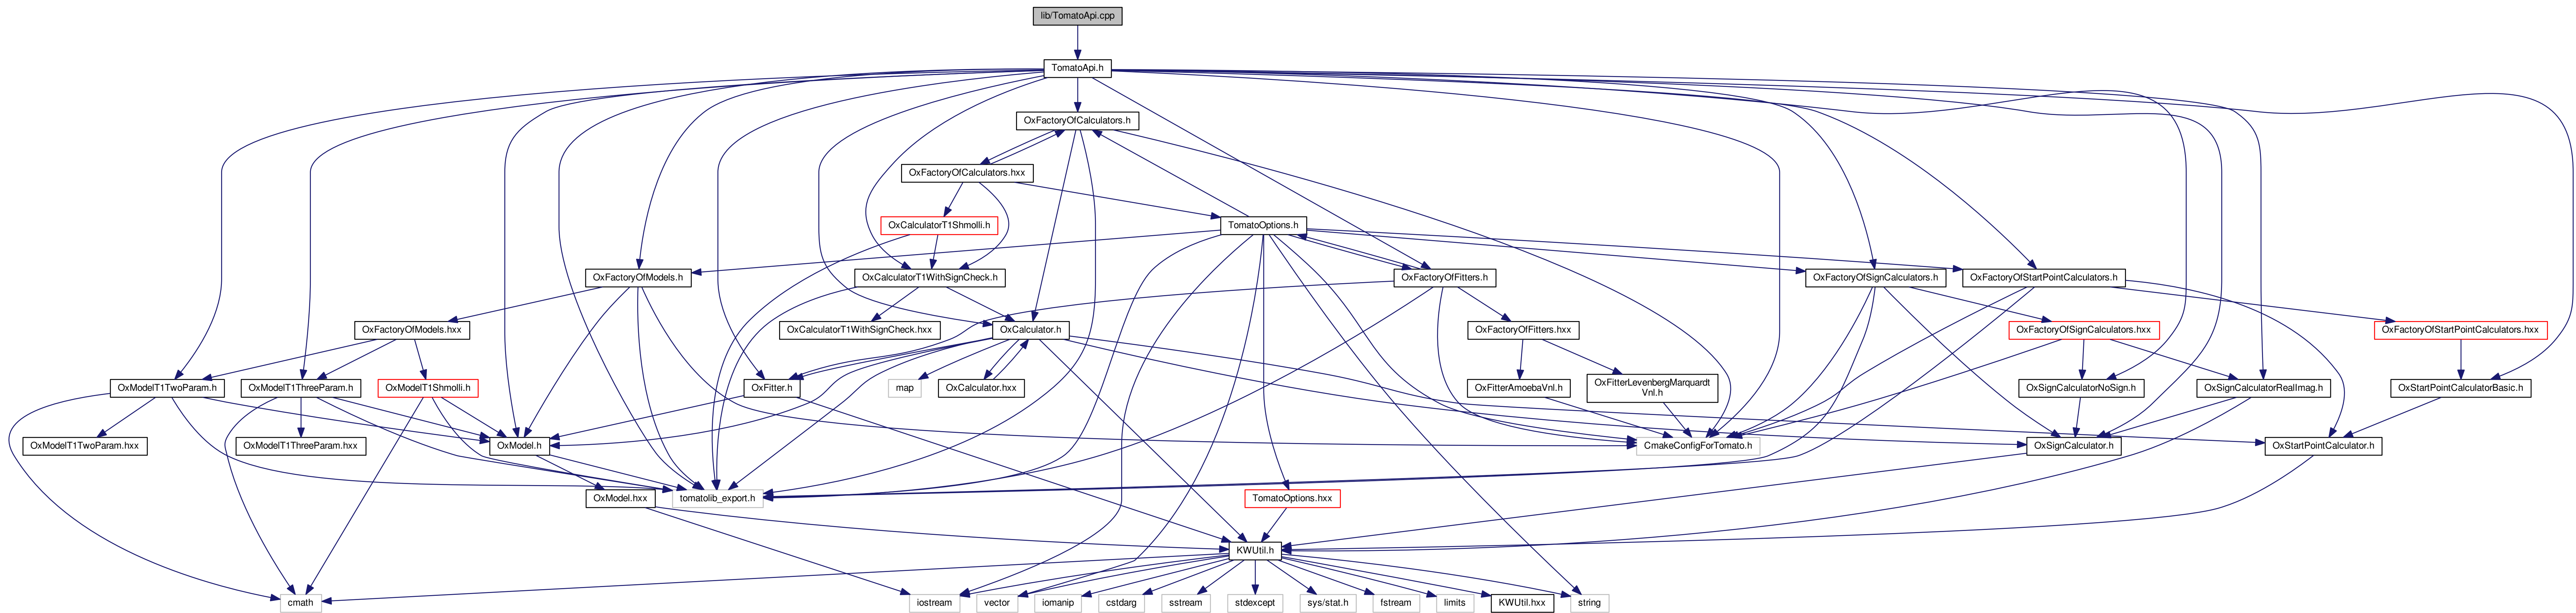 lib/TomatoApi.cpp
TomatoApi.h
OxFactoryOfCalculators.h
OxFactoryOfCalculators.hxx
OxCalculatorT1Shmolli.h
TomatoOptions.h
OxFactoryOfModels.h
OxCalculatorT1WithSignCheck.h
OxFactoryOfFitters.h
OxFactoryOfSignCalculators.h
OxFactoryOfStartPointCalculators.h
OxFactoryOfModels.hxx
OxCalculatorT1WithSignCheck.hxx
OxCalculator.h
OxFactoryOfFitters.hxx
OxFactoryOfSignCalculators.hxx
OxFactoryOfStartPointCalculators.hxx
OxModelT1TwoParam.h
OxModelT1ThreeParam.h
OxModelT1Shmolli.h
OxFitter.h
map
OxCalculator.hxx
OxFitterAmoebaVnl.h
OxFitterLevenbergMarquardt
Vnl.h
OxSignCalculatorNoSign.h
OxSignCalculatorRealImag.h
OxStartPointCalculatorBasic.h
OxModelT1TwoParam.hxx
OxModelT1ThreeParam.hxx
OxModel.h
CmakeConfigForTomato.h
OxSignCalculator.h
OxStartPointCalculator.h
OxModel.hxx
tomatolib_export.h
TomatoOptions.hxx
KWUtil.h
cmath
iostream
vector
iomanip
cstdarg
sstream
stdexcept
sys/stat.h
fstream
limits
KWUtil.hxx
string